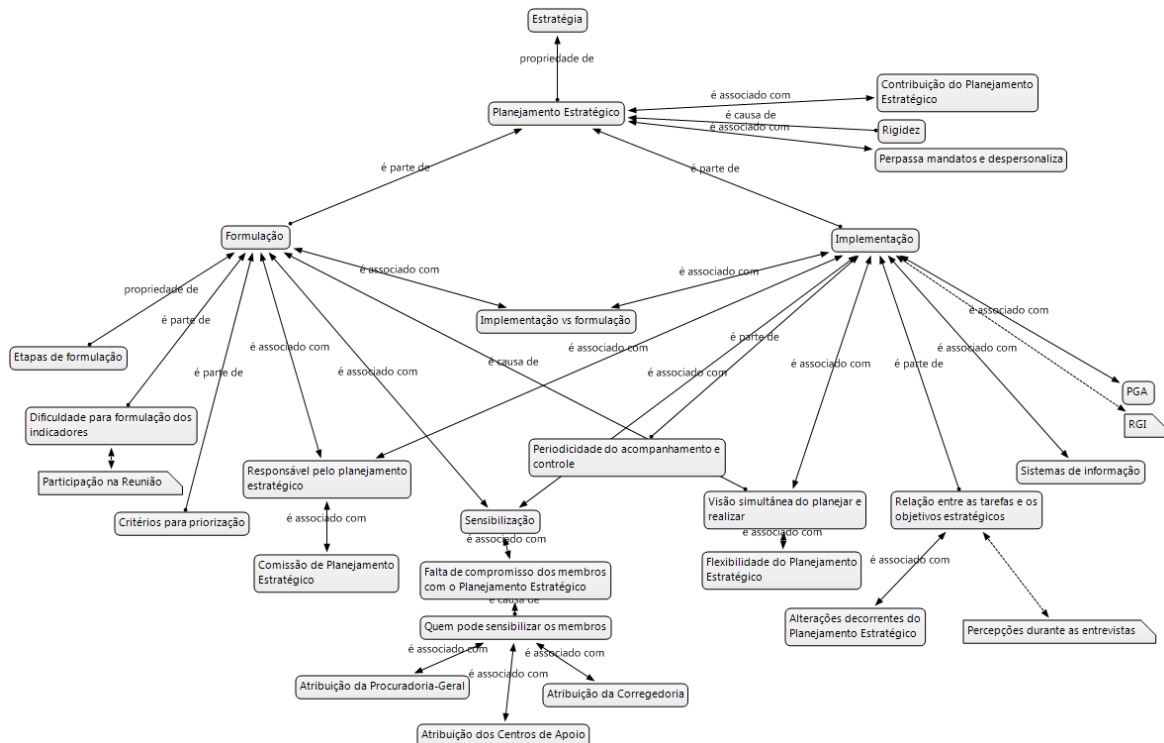 Estratégia
propriedade de
Planejamento Estratégico
é associado com
Contribuição do Planejamento
Estratégico
é causa de
Rigidez
é associado com
Perpassa mandatos e despersonaliza
é parte de
é parte de
Formulação
Implementação
é associado com
é associado com
propriedade de
Implementação vs formulação
é associado com
é parte de
é parte de
Etapas de formulação
é associado com
é associado com
é causa de
é associado com
é parte de
é parte de
é associado com
é associado com
é associado com
PGA
RGI
Dificuldade para formulação dos
indicadores
Participação na Reunião
Critérios para priorização
Responsável pelo planejamento
estratégico
Periodicidade do acompanhamento e
controle
Sistemas de informação
Visão simultânea do planejar e
realizar
Relação entre as tarefas e os
objetivos estratégicos
é associado com
Sensibilização
é associado com
é associado com
Comissão de Planejamento
Estratégico
Falta de compromisso dos membros
com o Planejamento Estratégico
Flexibilidade do Planejamento
Estratégico
é associado com
é causa de
Quem pode sensibilizar os membros
Alterações decorrentes do
Planejamento Estratégico
Percepções durante as entrevistas
é associado com
é associado com
é associado com
Atribuição da Procuradoria-Geral
Atribuição da Corregedoria
Atribuição dos Centros de Apoio